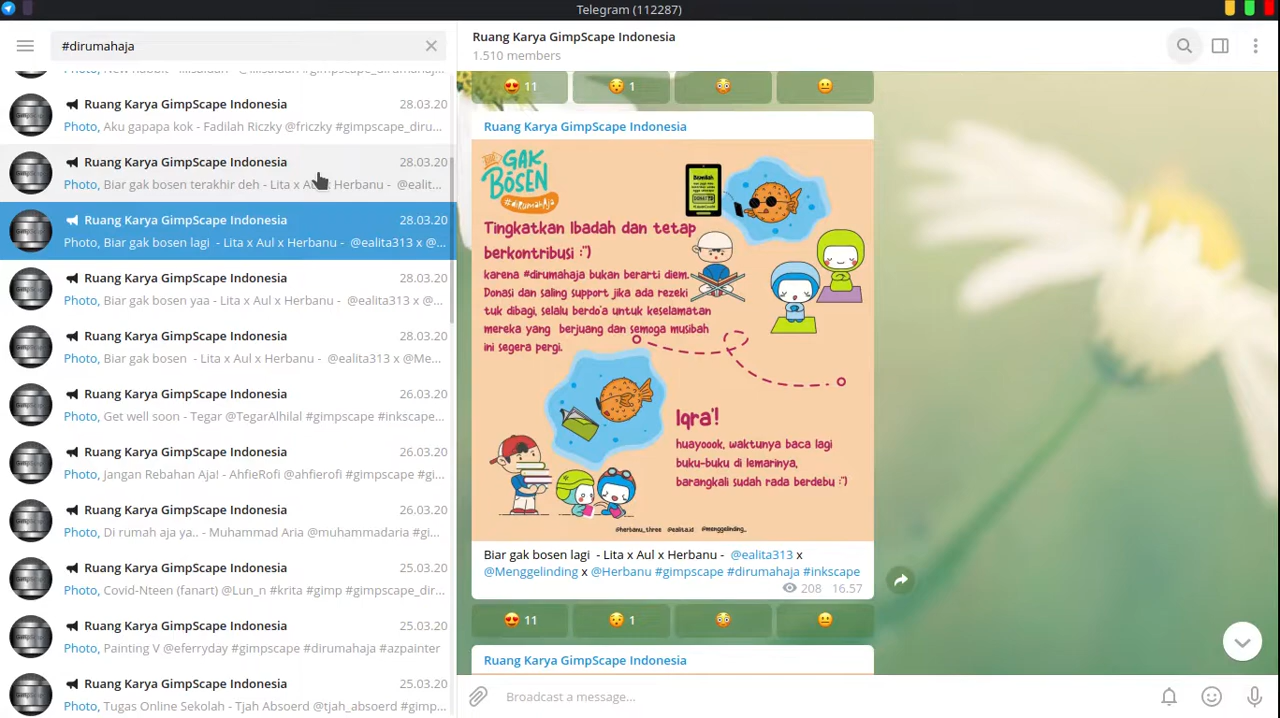 Telegram (112287)
#dirumahaja
Photo, New Rabbit
Ruang Karya GimpScape Indonesia 28.03.20
Photo, Aku gapapa kok - Fadilah Riczky @friczky #gimpscape_diru...
Ruang Karya GimpScape Indonesia 28.03.20
Photo, Biar gak bosen terakhir deh - Lita x Aul x Herbanu - @ealit...
Ruang Karya GimpScape Indonesia 28.03.20
Photo, Biar gak bosen lagi - Lita x Aul x Herbanu - @ealita313 x @...
Ruang Karya GimpScape Indonesia 28.03.20
Photo, Biar gak bosen yaa - Lita x Aul x Herbanu - @ealita313 x @...
Ruang Karya GimpScape Indonesia 28.03.20
Photo, Biar gak bosen - Lita x Aul x Herbanu - @ealita313 x @Me...
Ruang Karya GimpScape Indonesia 26.03.20
Photo, Get well soon - Tegar @TegarAlhilal #gimpscape #inkscape...
Ruang Karya GimpScape Indonesia 26.03.20
Photo, Jangan Rebahan Aja! - AhfieRofi @ahfierofi #gimpscape #gi...
Ruang Karya GimpScape Indonesia 26.03.20
Photo, Di rumah aja ya.. - Muhammad Aria @muhammadaria #gi...
Ruang Karya GimpScape Indonesia 25.03.20
Photo, Covid-Nteen (fanart) @Lun_n #krita #gimp #gimpscape_dir...
Ruang Karya GimpScape Indonesia 25.03.20
Photo, Painting V @eferryday #gimpscape #dirumahaja #azpainter
Ruang Karya GimpScape Indonesia 25.03.20
Photo, Tugas Online Sekolah - Tjah Absoerd @tjah_absoerd #gimp...
Ruang Karya GimpScape Indonesia
1.510 members
11 1
Ruang Karya GimpScape Indonesia
GAK
BOSEN
#dirumahAja
Tingkatkan Ibadah dan tetap
berkontribusi :")
karena #dirumahaja bukan berarti diem.
Donasi dan saling support jika ada rezeki
tuk dibagi, selalu berdo'a untuk keselamatan
mereka yang berjuang dan semoga musibah
ini segera pergi.
Iqra'!
huayoook, waktunya baca lagi
buku-buku di lemarinya,
barangkali sudah rada berdebu :")
@herbanu_three @ealita.id @menggelinding_
Biar gak bosen lagi - Lita x Aul x Herbanu - @ealita313 x
@Menggelinding x @Herbanu #gimpscape #dirumahaja #inkscape
208 16.57
11 1
Ruang Karya GimpScape Indonesia
Broadcast a message...